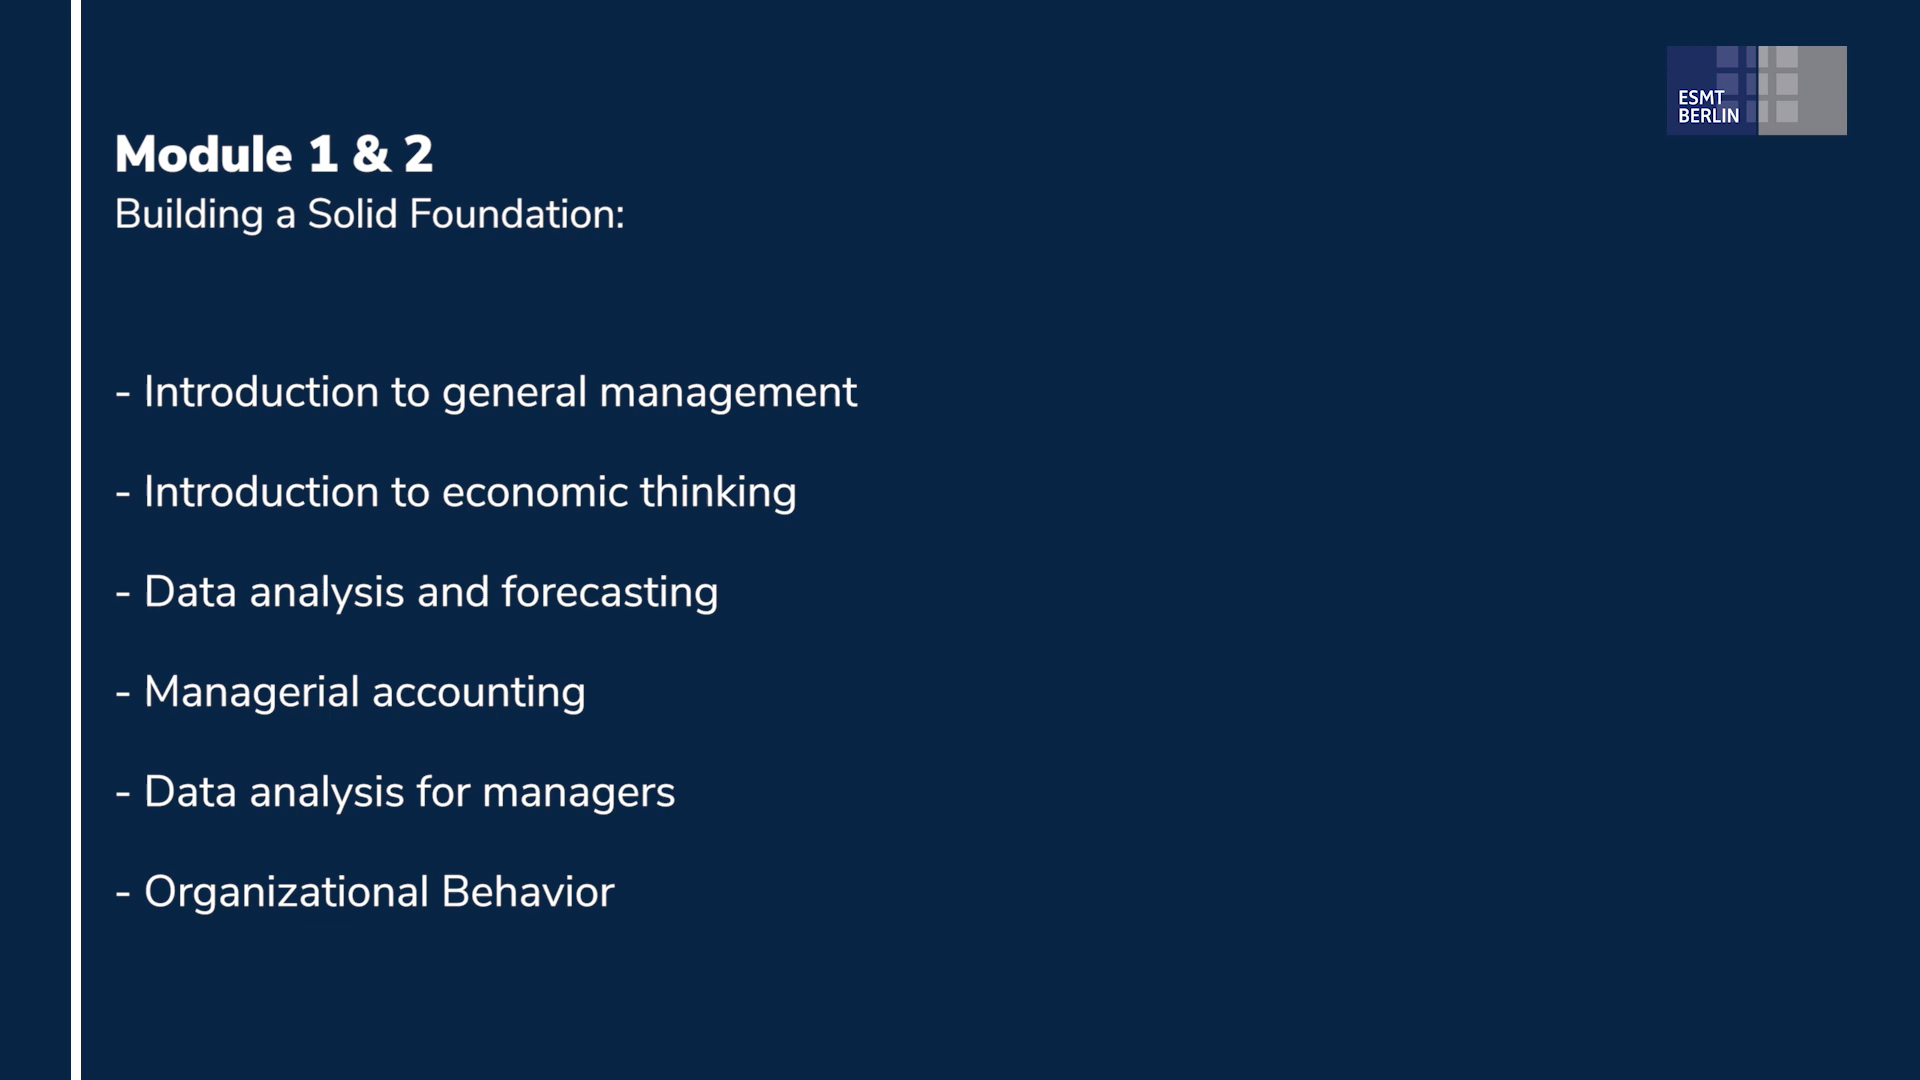 ESMT
BERLIN
Module 1 & 2
Building a Solid Foundation:
- Introduction to general management
- Introduction to economic thinking
- Data analysis and forecasting
- Managerial accounting
- Data analysis for managers
- Organizational Behavior